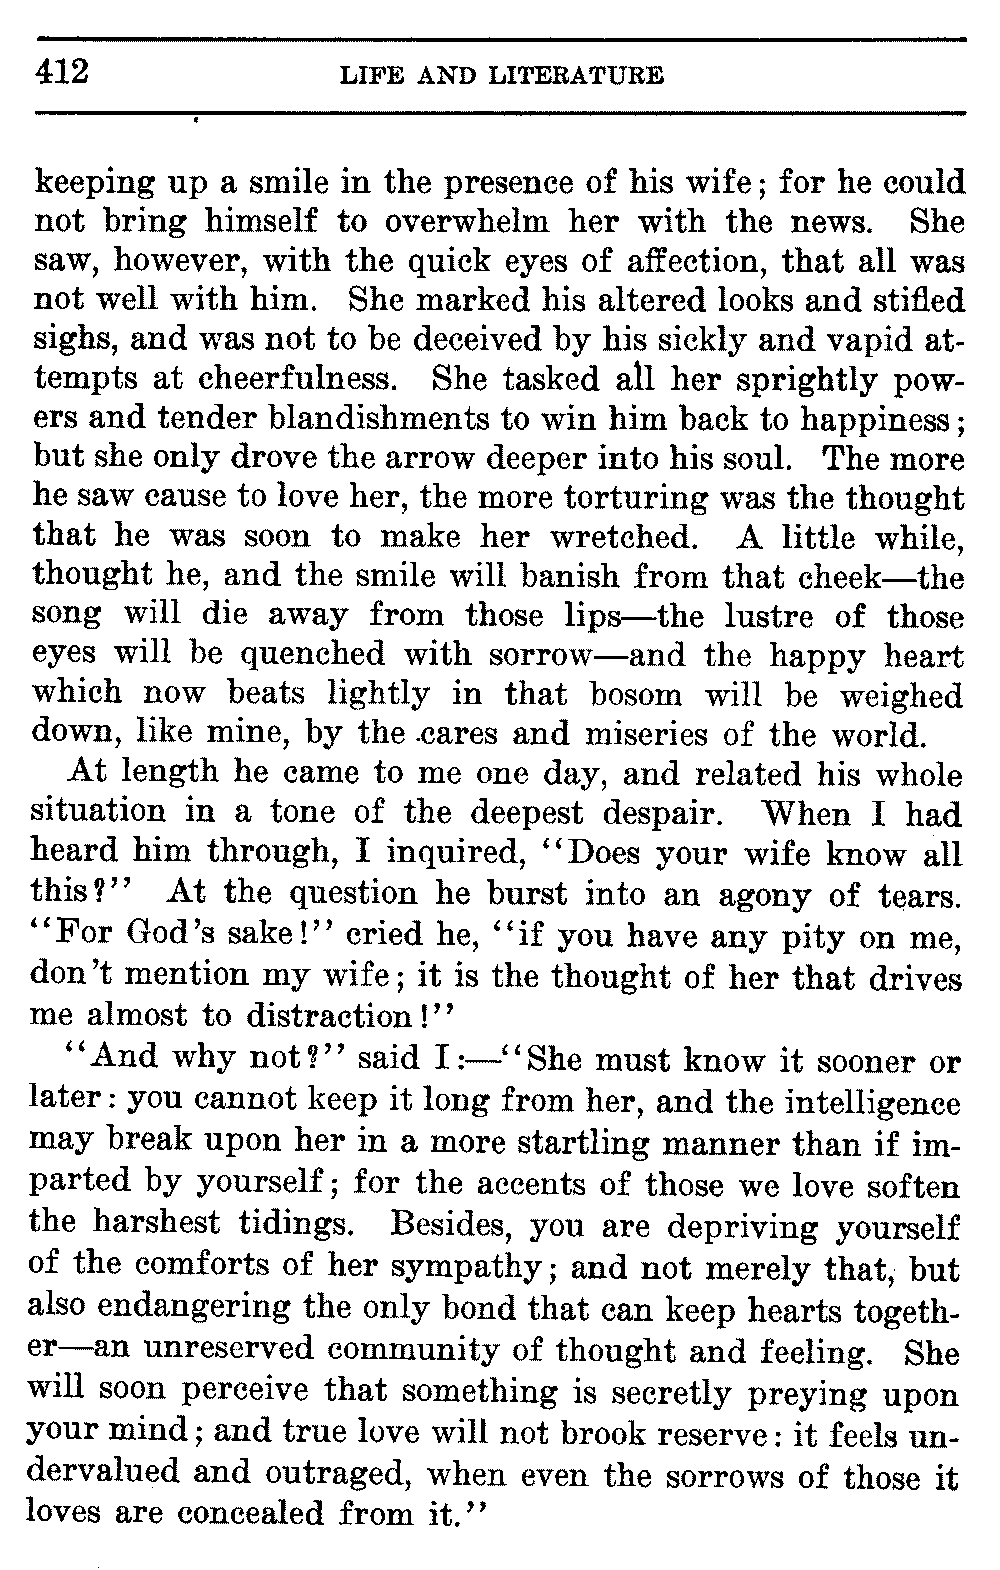 412 LIFE AND LITERATURE
keeping up a smile in the presence of his wife; for he could
not bring himself to overwhelm her with the news. She
saw, however, with the quick eyes of affection, that all was
not well with him. She marked his altered looks and stifled
sighs, and was not to be deceived by his sickly and vapid at-
tempts at cheerfulness. She tasked all her sprightly pow-
ers and tender blandishments to win him back to happiness;
but she only drove the arrow deeper into his soul. The more
he saw cause to love her, the more torturing was the thought
that he was soon to make her wretched. A little while,
thought he, and the smile will banish from that cheek—the
song will die away from those lips—the lustre of those
eyes will be quenched with sorrow—and the happy heart
which now beats lightly in that bosom will be weighed
down, like mine, by the cares and miseries of the world.
At length he came to me one day, and related his whole
situation in a tone of the deepest despair. When I had
heard him through, I inquired, "Does your wife know all
this?" At the question he burst into an agony of tears.
"For God's sake!" cried he, "if you have any pity on me,
don't mention my wife; it is the thought of her that drives
me almost to distraction!"
"And why not?" said I:—"She must know it sooner or
later: you cannot keep it long from her, and the intelligence
may break upon her in a more startling manner than if im-
parted by yourself; for the accents of those we love soften
the harshest tidings. Besides, you are depriving yourself
of the comforts of her sympathy; and not merely that, but
also endangering the only bond that can keep hearts togeth-
er—an unreserved community of thought and feeling. She
will soon perceive that something is secretly preying upon
your mind; and true love will not brook reserve: it feels un-
dervalued and outraged, when even the sorrows of those it
loves are concealed from it."